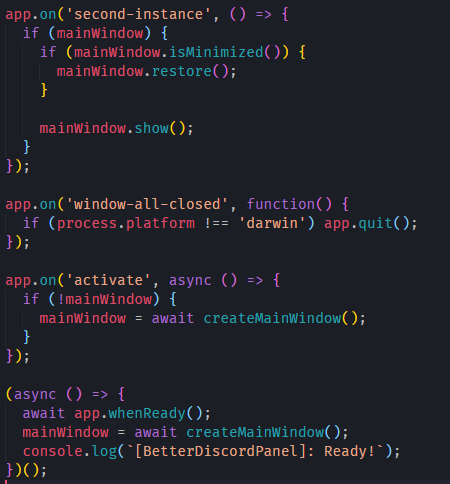 app.on('second-instance', () => {
  if (mainWindow) {
    if (mainWindow.isMinimized()) {
      mainWindow.restore();
    }

    mainWindow.show();
  }
});

app.on('window-all-closed', function() {
  if (process.platform !== 'darwin') app.quit();
});

app.on('activate', async () => {
  if (!mainWindow) {
    mainWindow = await createMainWindow();
  }
});

(async () => {
  await app.whenReady();
  mainWindow = await createMainWindow();
  console.log(`[BetterDiscordPanel]: Ready!`);
})();